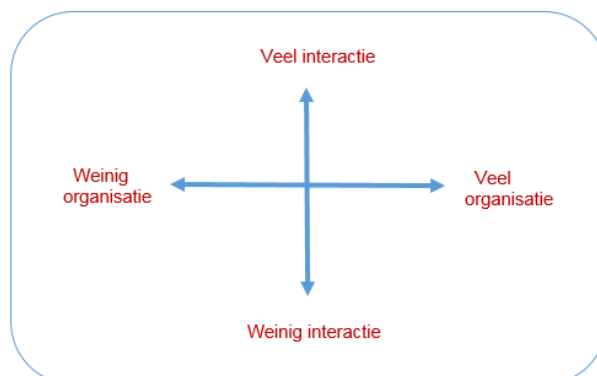 Veel interactie
Weinig
organisatie
Veel
organisatie
Weinig interactie